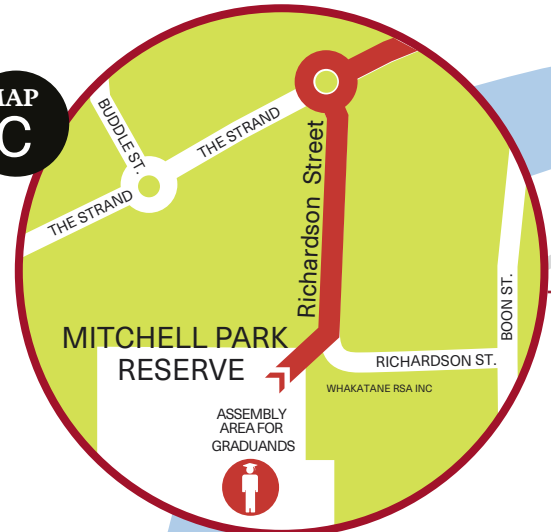 MAP
C
BUDDLE ST.
THE STRAND
THE STRAND
Richardson Street
BOON ST.
MITCHELL PARK
RESERVE
RICHARDSON ST.
WHAKATANE RSA INC
ASSEMBLY
AREA FOR
GRADUANDS